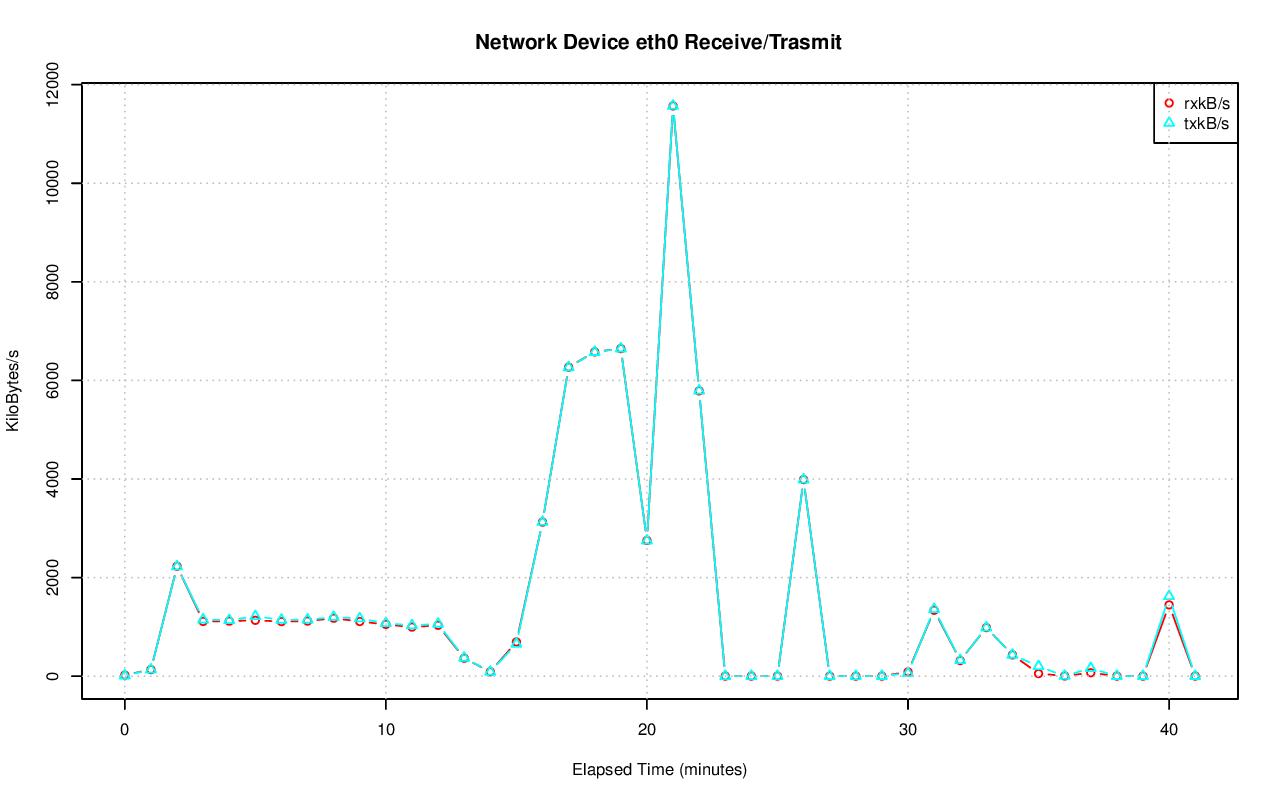 Network Device eth0 Receive/Trasmit
rxkB/s
txkB/s
12000
10000
8000
6000
4000
2000
0
KiloBytes/s
0 10 20 30 40
Elapsed Time (minutes)